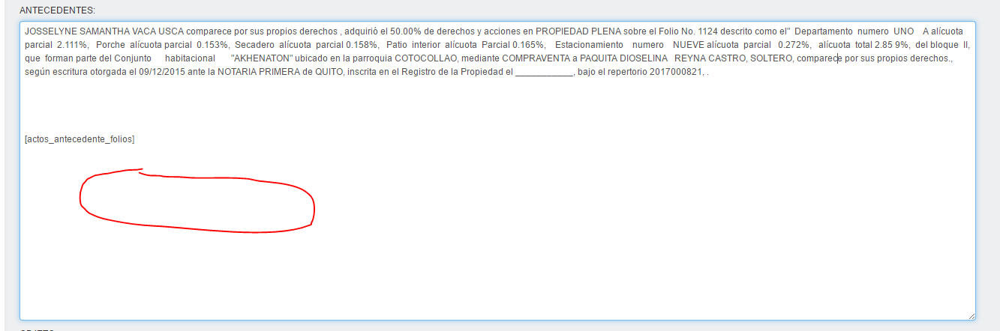 ANTECEDENTES:
JOSSELYNE SAMANTHA VACA USCA comparece por sus propios derechos , adquirió el 50.00% de derechos y acciones en PROPIEDAD PLENA sobre el Folio No. 1124 descrito como el" Departamento numero UNO A alícuota
parcial 2.111%, Porche alícuota parcial 0.153%, Secadero alícuota parcial 0.158%, Patio interior alícuota Parcial 0.165%, Estacionamiento numero NUEVE alícuota parcial 0.272%, alícuota total 2.85 9%, del bloque II,
que forman parte del Conjunto habitacional "AKHENATON" ubicado en la parroquia COTOCOLLAO, mediante COMPRAVENTA a PAQUITA DIOSELINA REYNA CASTRO, SOLTERO, comparece por sus propios derechos.,
según escritura otorgada el 09/12/2015 ante la NOTARIA PRIMERA de QUITO, inscrita en el Registro de la Propiedad el ___________, bajo el repertorio 2017000821, .
[actos_antecedente_folios]